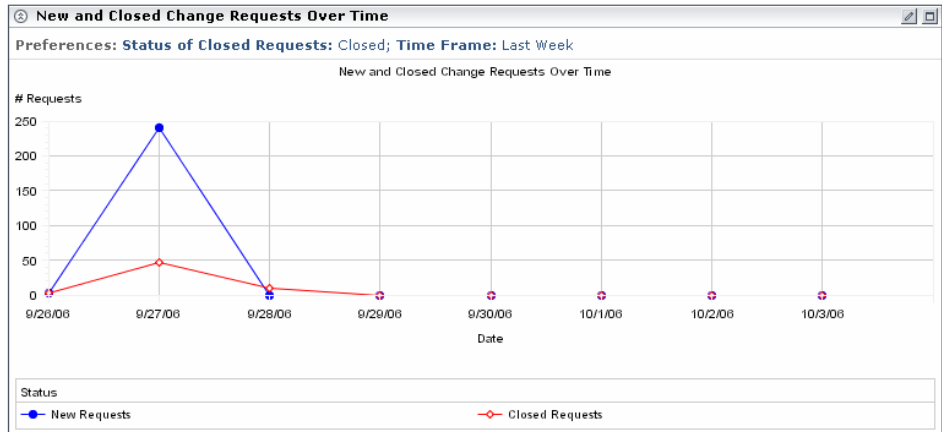 New and Closed Change Requests Over Time
Preferences: Status of Closed Requests: Closed; Time Frame: Last Week
New and Closed Change Requests Over Time
# Requests
250
200
150
100
50
0
9/26/06 9/27/06 9/28/06 9/29/06 9/30/06 10/1/06 10/2/06 10/3/06
Date
Status
New Requests Closed Requests